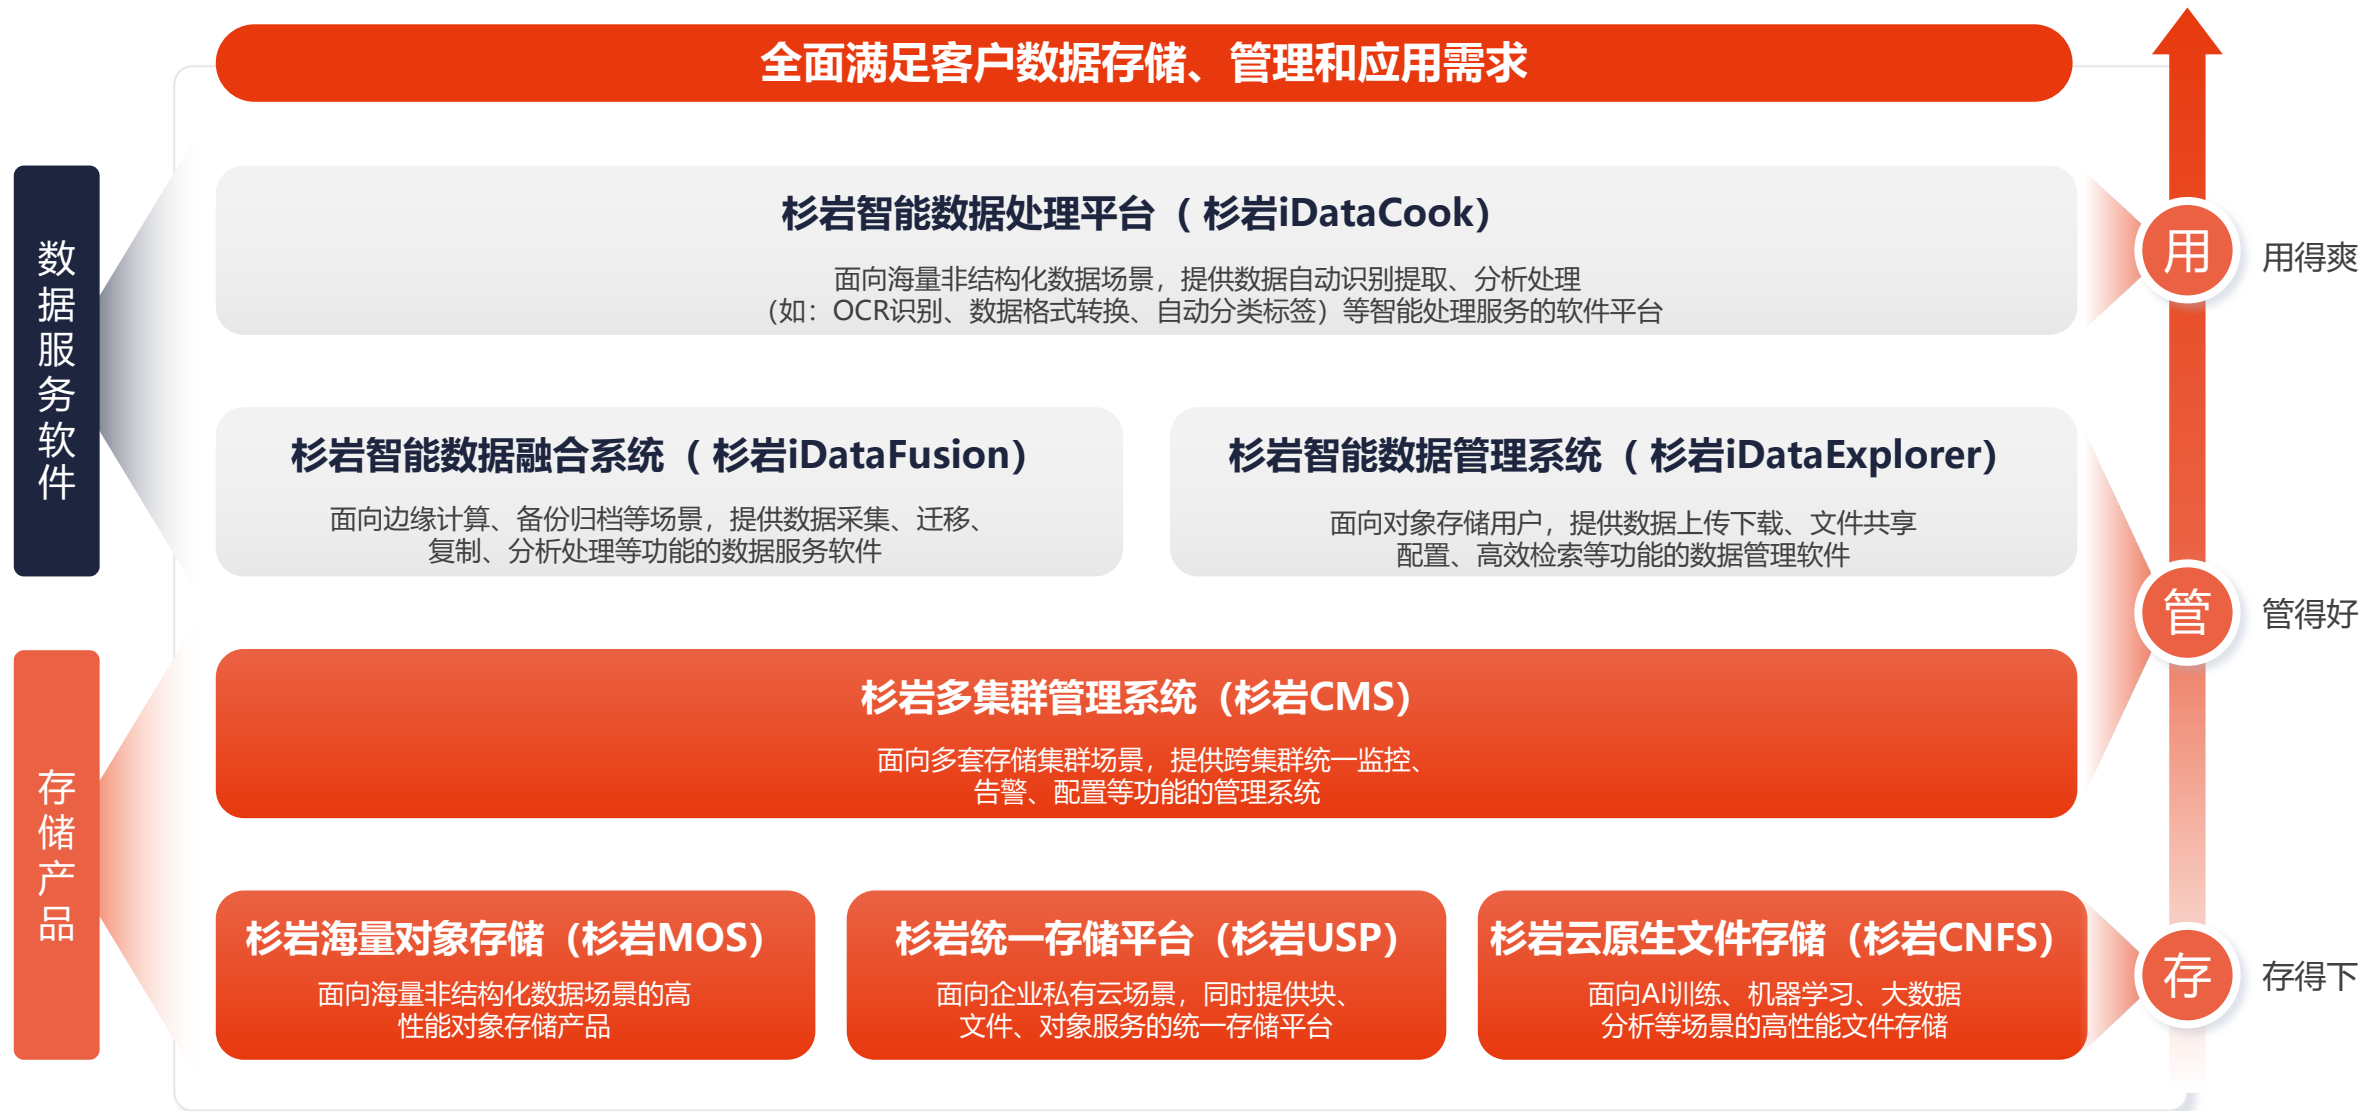 全面满足客户数据存储、管理和应用需求
数据服务软件
杉岩智能数据处理平台（ 杉岩iDataCook）
面向海量非结构化数据场景，提供数据自动识别提取、分析处理
（如：OCR识别、数据格式转换、自动分类标签）等智能处理服务的软件平台
用
用得爽
杉岩智能数据融合系统（ 杉岩iDataFusion）
面向边缘计算、备份归档等场景，提供数据采集、迁移、
复制、分析处理等功能的数据服务软件
杉岩智能数据管理系统（ 杉岩iDataExplorer）
面向对象存储用户，提供数据上传下载、文件共享
配置、高效检索等功能的数据管理软件
管
管得好
存储产品
杉岩多集群管理系统（杉岩CMS）
面向多套存储集群场景，提供跨集群统一监控、
告警、配置等功能的管理系统
杉岩海量对象存储（杉岩MOS）
面向海量非结构化数据场景的高
性能对象存储产品
杉岩统一存储平台（杉岩USP）
面向企业私有云场景，同时提供块、
文件、对象服务的统一存储平台
杉岩云原生文件存储（杉岩CNFS）
面向AI训练、机器学习、大数据
分析等场景的高性能文件存储
存
存得下